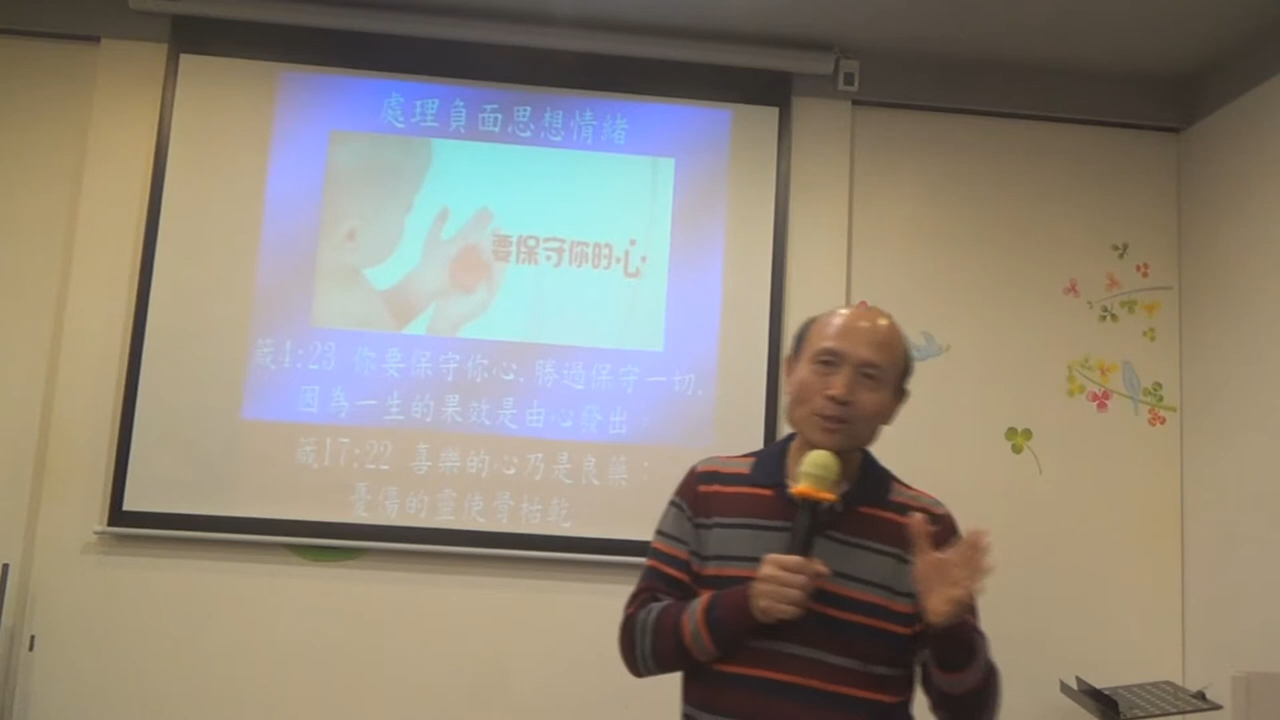 處理負面思想情緒
要保守你的心
箴4:23 你要保守你心,勝過保守一切,
因為一生的果效是由心發出。
箴17:22 喜樂的心乃是良藥；
憂傷的靈使骨枯乾